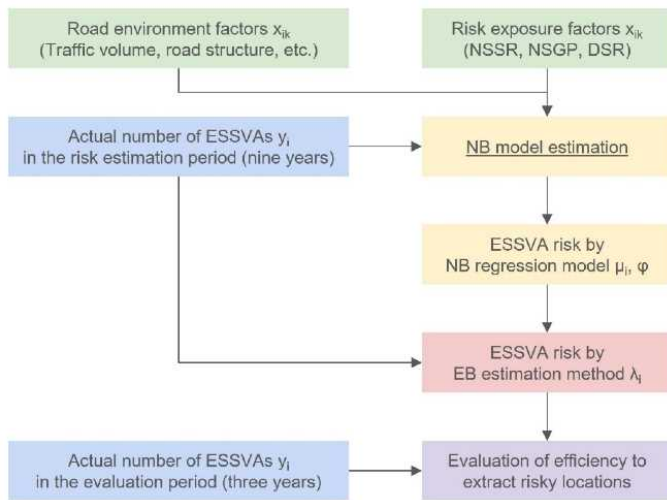 Road environment factors xᵢₖ
(Traffic volume, road structure, etc.)
Risk exposure factors xᵢₖ
(NSSR, NSGP, DSR)
Actual number of ESSVAs yᵢ
in the risk estimation period (nine years)
NB model estimation
ESSVA risk by
NB regression model μᵢ, φ
ESSVA risk by
EB estimation method λᵢ
Actual number of ESSVAs yᵢ
in the evaluation period (three years)
Evaluation of efficiency to
extract risky locations